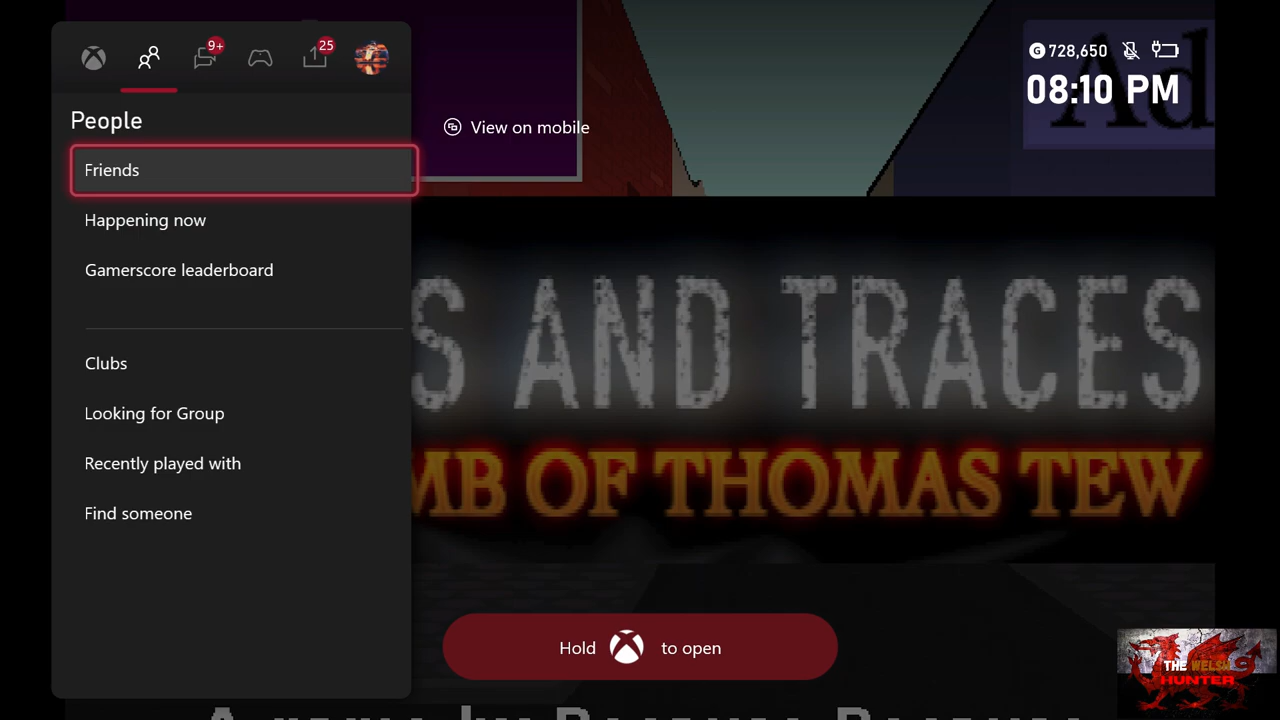 9+
25
People
Friends
Happening now
Gamerscore leaderboard
Clubs
Looking for Group
Recently played with
Find someone
View on mobile
G 728,650
08:10 PM
Ad
S AND TRACES
MB OF THOMAS TEW
Hold to open
THE WELSH
HUNTER